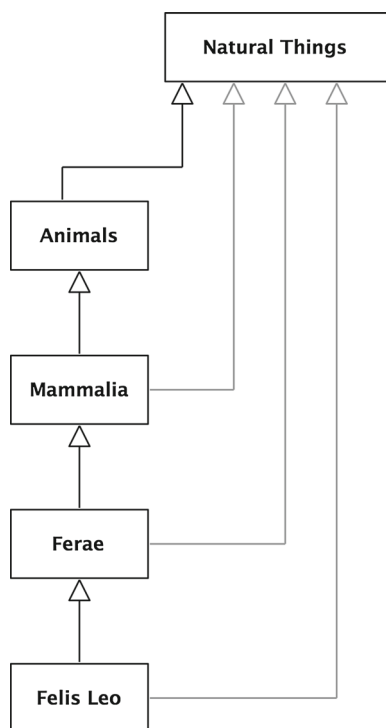 Natural Things
Animals
Mammalia
Ferae
Felis Leo